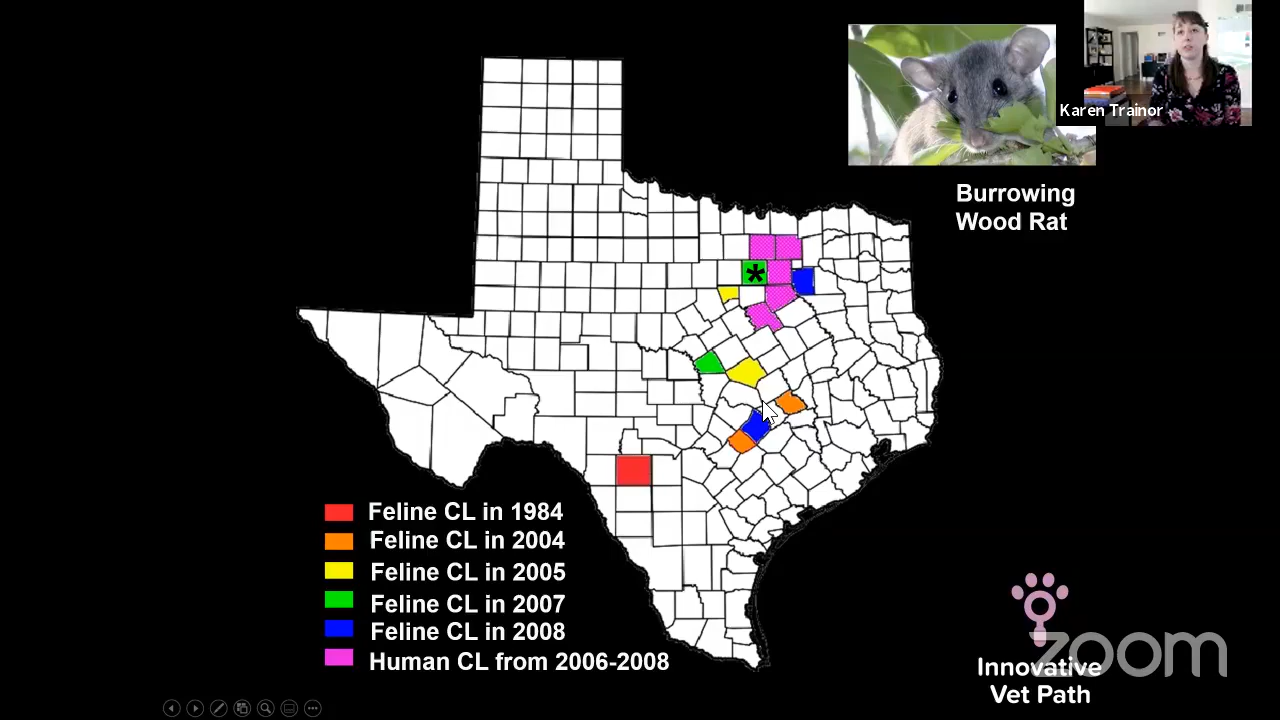 Karen Trainor
Burrowing
Wood Rat
*
Feline CL in 1984
Feline CL in 2004
Feline CL in 2005
Feline CL in 2007
Feline CL in 2008
Human CL from 2006-2008
zoom
Innovative
Vet Path